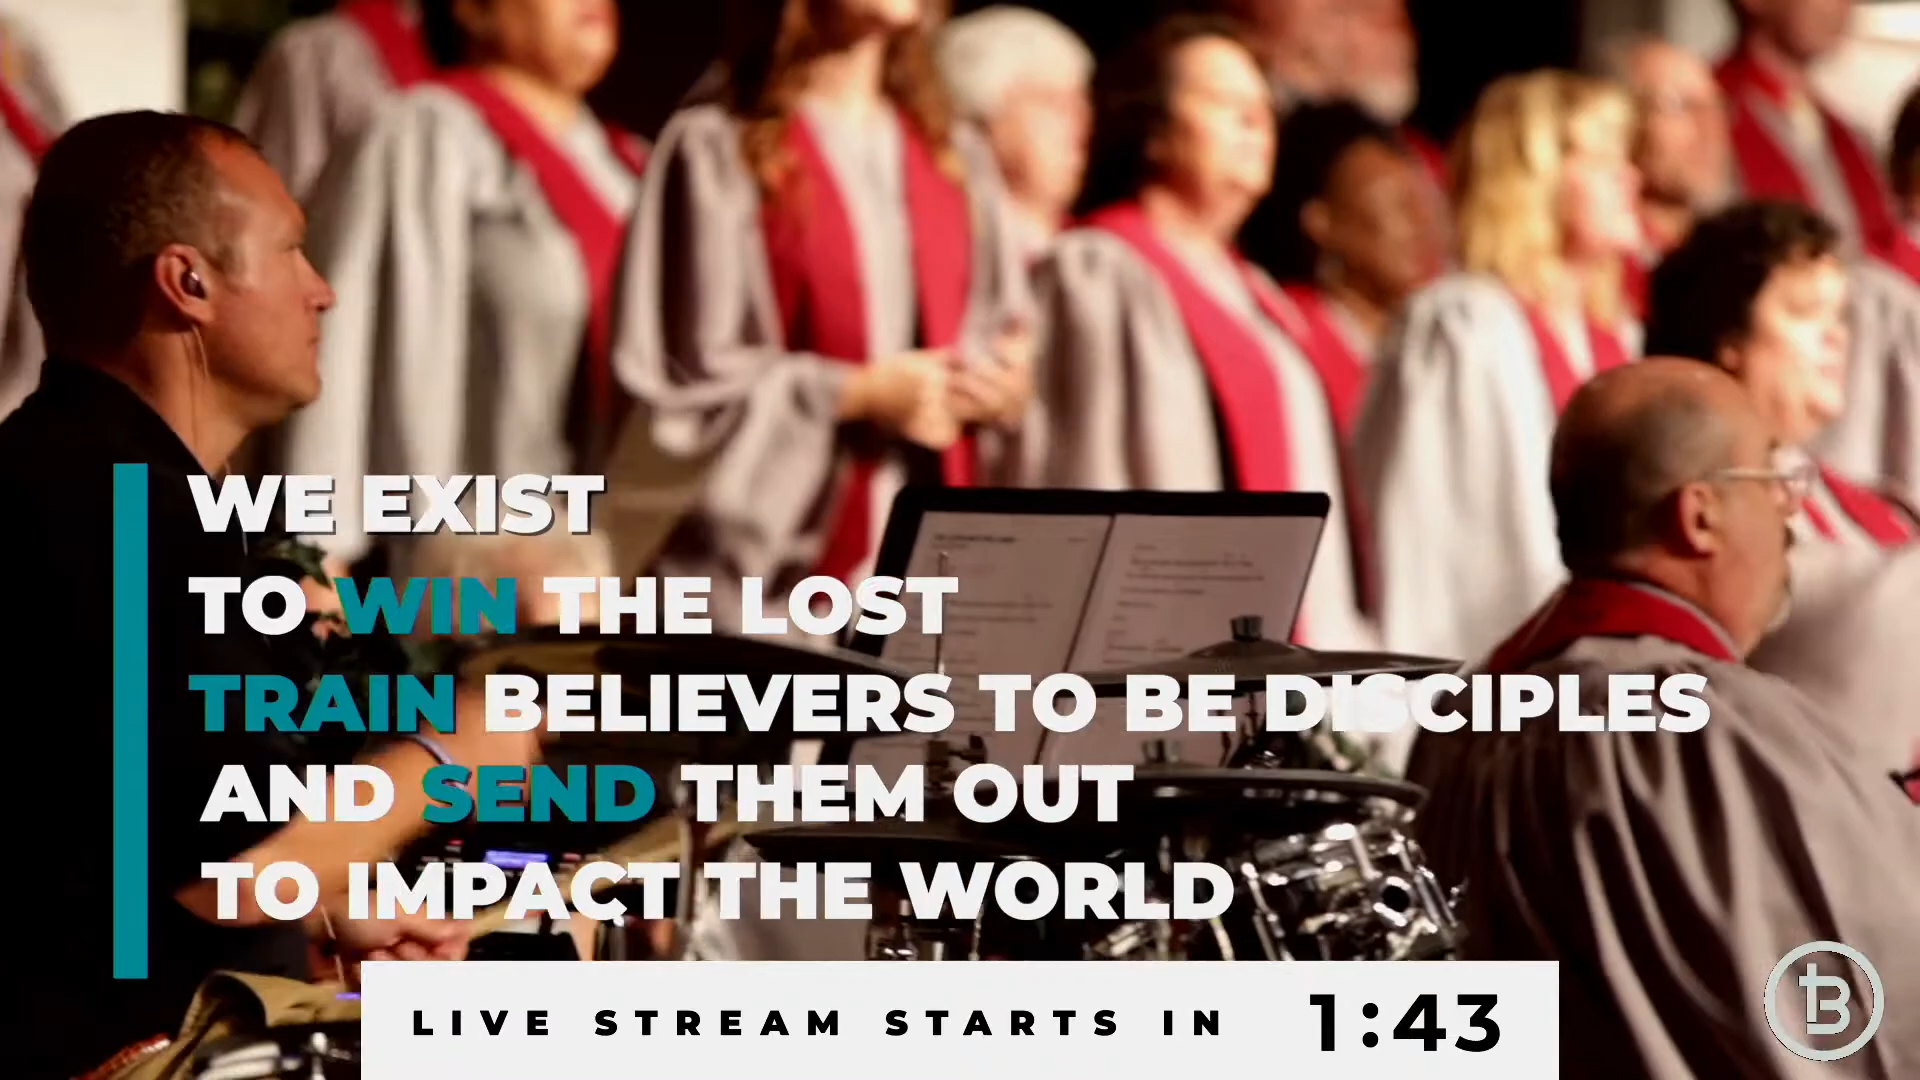 WE EXIST
TO WIN THE LOST
TRAIN BELIEVERS TO BE DISCIPLES
AND SEND THEM OUT
TO IMPACT THE WORLD
LIVE STREAM STARTS IN 1:43